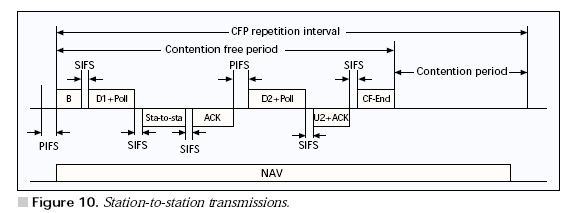 CFP repetition interval
Contention free period
SIFS
PIFS
SIFS
Contention period
B
D1+Poll
D2+Poll
CF-End
Sta-to-sta
ACK
U2+ACK
PIFS
SIFS
SIFS
SIFS
NAV
Figure 10. Station-to-station transmissions.